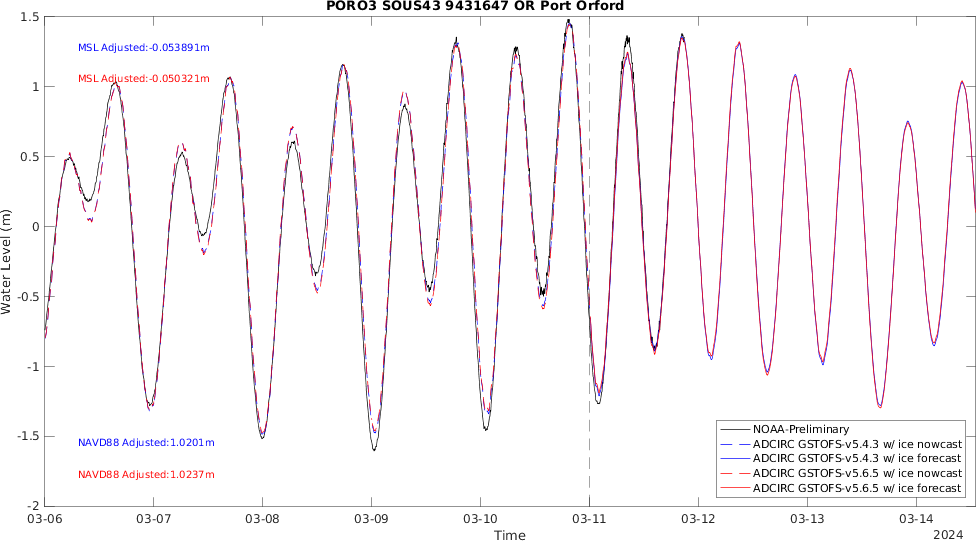 PORO3 SOUS43 9431647 OR Port Orford
1.5
MSL Adjusted:-0.053891m
MSL Adjusted:-0.050321m
1
0.5
0
Water Level (m)
-0.5
-1
-1.5
NAVD88 Adjusted:1.0201m
NAVD88 Adjusted:1.0237m
-2
NOAA-Preliminary
ADCIRC GSTOFS-v5.4.3 w/ ice nowcast
ADCIRC GSTOFS-v5.4.3 w/ ice forecast
ADCIRC GSTOFS-v5.6.5 w/ ice nowcast
ADCIRC GSTOFS-v5.6.5 w/ ice forecast
03-06 03-07 03-08 03-09 03-10 03-11 03-12 03-13 03-14
Time
2024